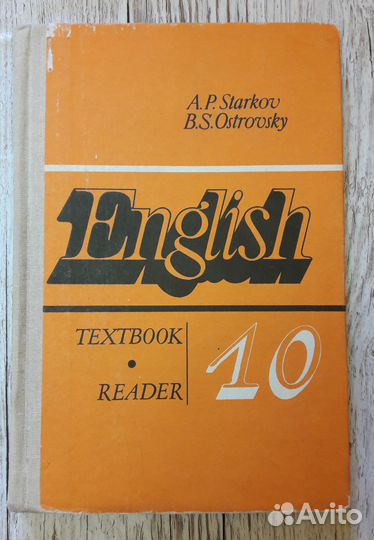 A.P. Starkov
B.S. Ostrovsky
English
TEXTBOOK
•
READER
10
Avito